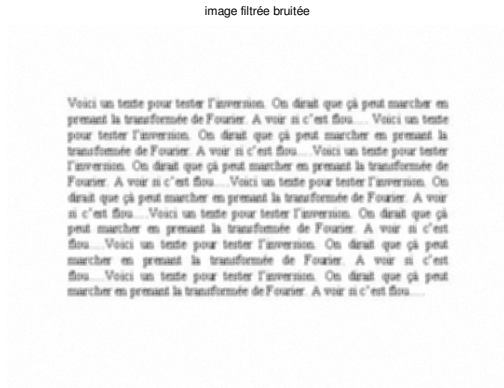 image filtrée bruitée
Voici un texte pour tester l'inversion. On dirait que çà peut marcher en
prenant la transformée de Fourier. A voir si c'est flou.... Voici un texte
pour tester l'inversion. On dirait que çà peut marcher en prenant la
transformée de Fourier. A voir si c'est flou....Voici un texte pour tester
l'inversion. On dirait que çà peut marcher en prenant la transformée de
Fourier. A voir si c'est flou....Voici un texte pour tester l'inversion. On
dirait que çà peut marcher en prenant la transformée de Fourier. A voir
si c'est flou....Voici un texte pour tester l'inversion. On dirait que çà
peut marcher en prenant la transformée de Fourier. A voir si c'est
flou....Voici un texte pour tester l'inversion. On dirait que çà peut
marcher en prenant la transformée de Fourier. A voir si c'est
flou....Voici un texte pour tester l'inversion. On dirait que çà peut
marcher en prenant la transformée de Fourier. A voir si c'est flou....